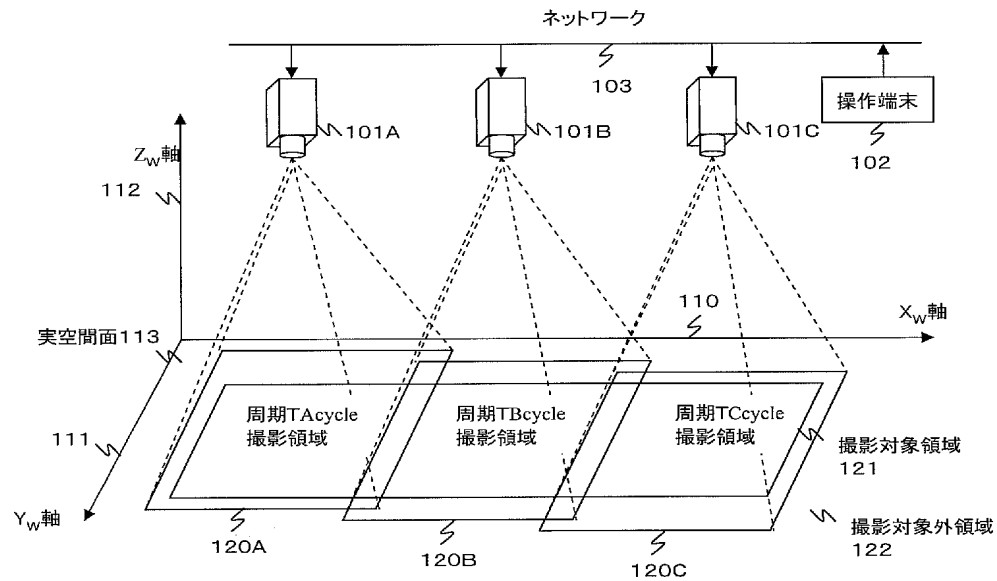 ネットワーク
103
101A
101B
101C
操作端末
102
ZW軸
112
110
XW軸
実空間面113
周期TAcycle
撮影領域
周期TBcycle
撮影領域
周期TCcycle
撮影領域
111
撮影対象領域
121
YW軸
120A
120B
120C
撮影対象外領域
122